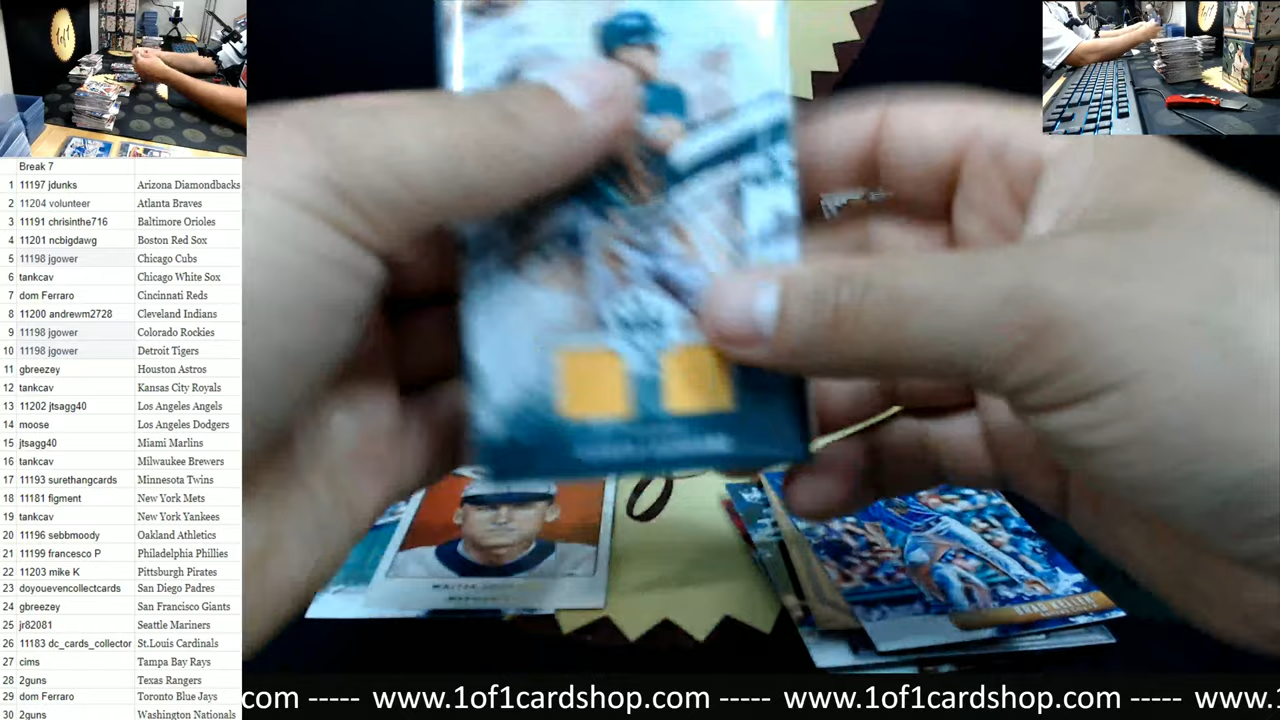 Break 7
1 11197 jdunks Arizona Diamondbacks
2 11204 volunteer Atlanta Braves
3 11191 chrisinthe716 Baltimore Orioles
4 11201 ncbigdawg Boston Red Sox
5 11198 jgower Chicago Cubs
6 tankcav Chicago White Sox
7 dom Ferraro Cincinnati Reds
8 11200 andrewm2728 Cleveland Indians
9 11198 jgower Colorado Rockies
10 11198 jgower Detroit Tigers
11 gbreezey Houston Astros
12 tankcav Kansas City Royals
13 11202 jtsagg40 Los Angeles Angels
14 moose Los Angeles Dodgers
15 jtsagg40 Miami Marlins
16 tankcav Milwaukee Brewers
17 11193 surethangcards Minnesota Twins
18 11181 figment New York Mets
19 tankcav New York Yankees
20 11196 sebbmoody Oakland Athletics
21 11199 francesco P Philadelphia Phillies
22 11203 mike K Pittsburgh Pirates
23 doyouevencollectcards San Diego Padres
24 gbreezey San Francisco Giants
25 jr82081 Seattle Mariners
26 11183 dc_cards_collector St.Louis Cardinals
27 cims Tampa Bay Rays
28 2guns Texas Rangers
29 dom Ferraro Toronto Blue Jays
30 2guns Washington Nationals
.com ----- www.1of1cardshop.com ----- www.1of1cardshop.com ----- www.1